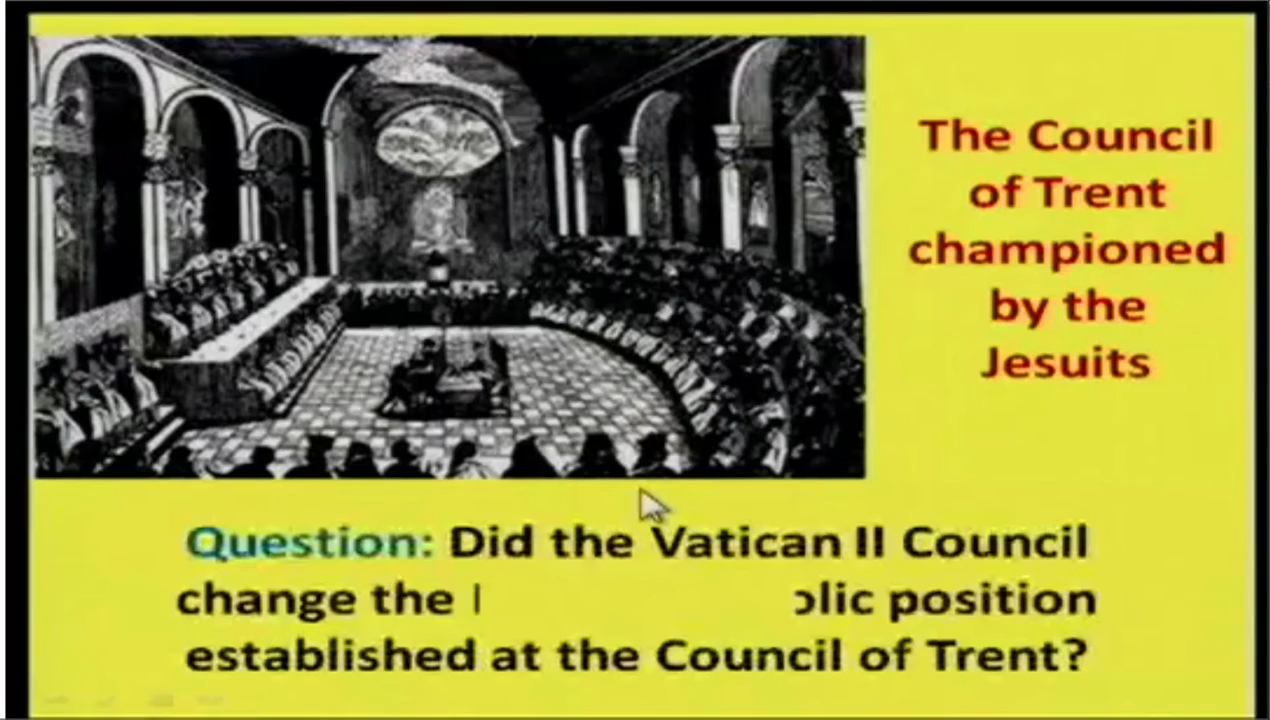 The Council
of Trent
championed
by the
Jesuits
Question: Did the Vatican II Council
change the position
established at the Council of Trent?